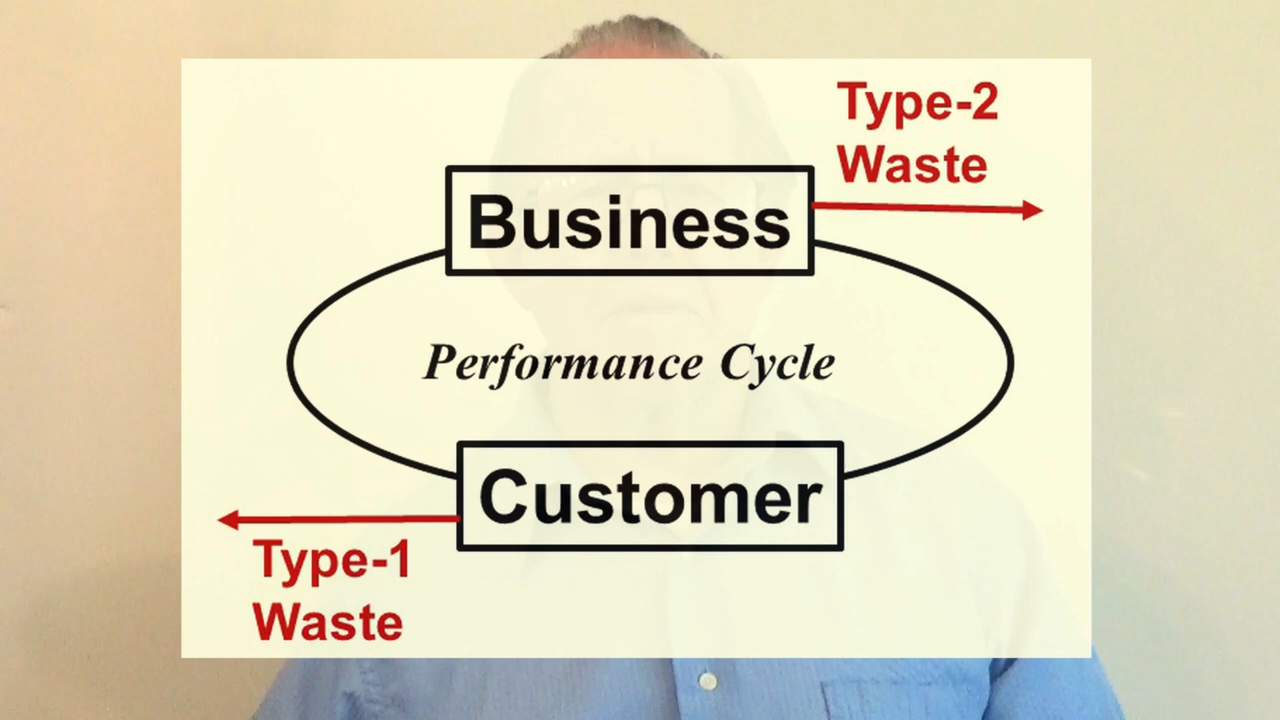 Type-2
Waste
Business
Performance Cycle
Customer
Type-1
Waste